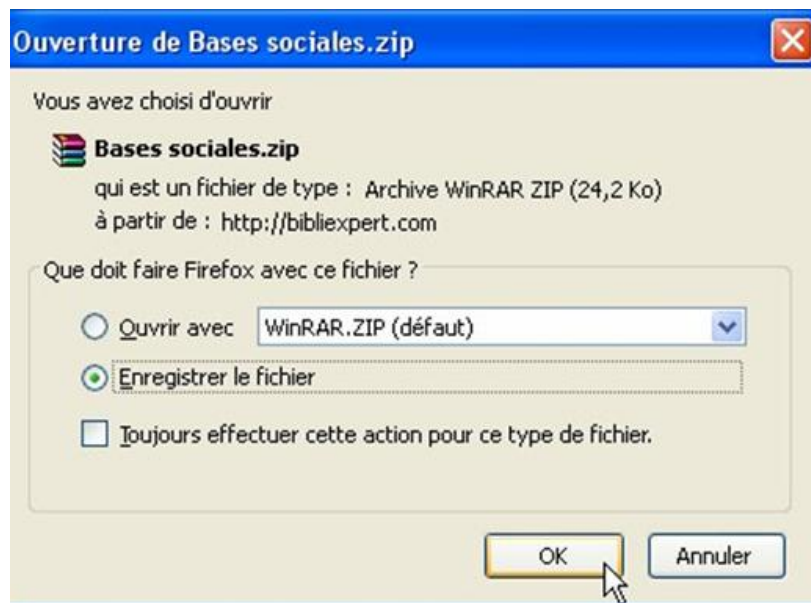 Ouverture de Bases sociales.zip
Vous avez choisi d'ouvrir
Bases sociales.zip
qui est un fichier de type : Archive WinRAR ZIP (24,2 Ko)
à partir de : http://bibliexpert.com
Que doit faire Firefox avec ce fichier ?
Ouvrir avec WinRAR.ZIP (défaut)
Enregistrer le fichier
Toujours effectuer cette action pour ce type de fichier.
OK Annuler